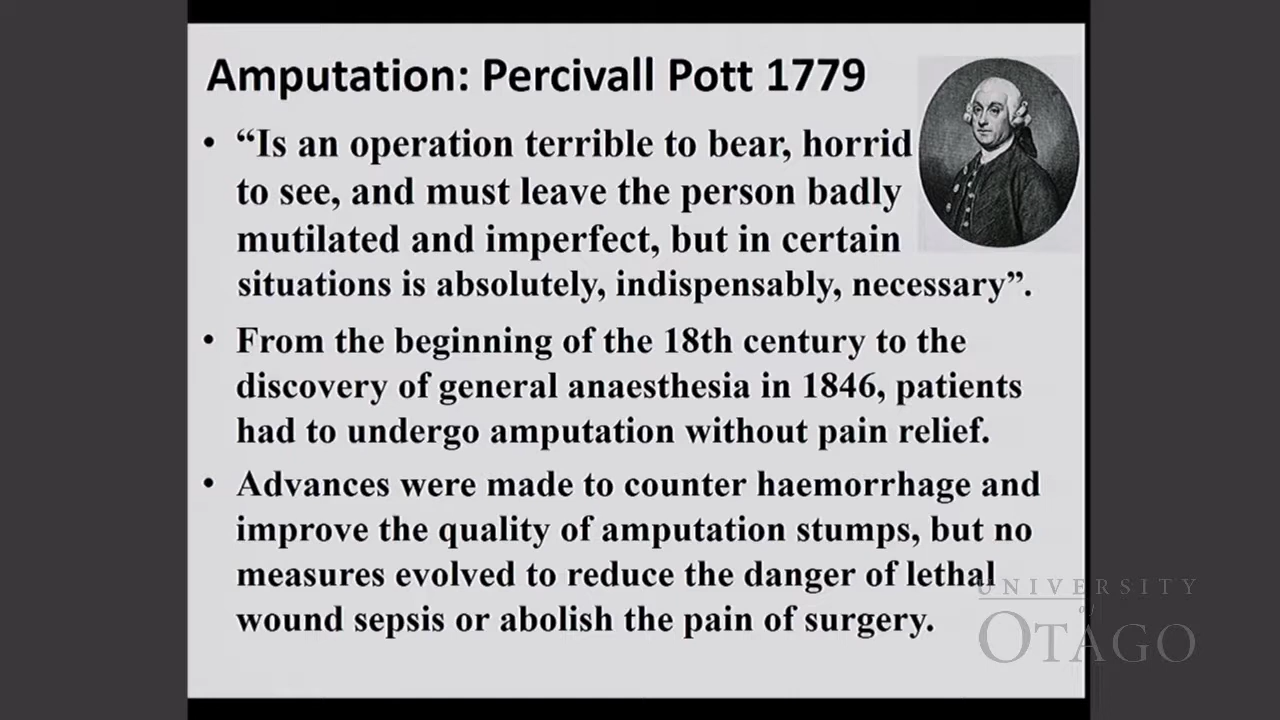 Amputation: Percivall Pott 1779
• “Is an operation terrible to bear, horrid
to see, and must leave the person badly
mutilated and imperfect, but in certain
situations is absolutely, indispensably, necessary”.
• From the beginning of the 18th century to the
discovery of general anaesthesia in 1846, patients
had to undergo amputation without pain relief.
• Advances were made to counter haemorrhage and
improve the quality of amputation stumps, but no
measures evolved to reduce the danger of lethal
wound sepsis or abolish the pain of surgery.
UNIVERSITY
of
OTAGO